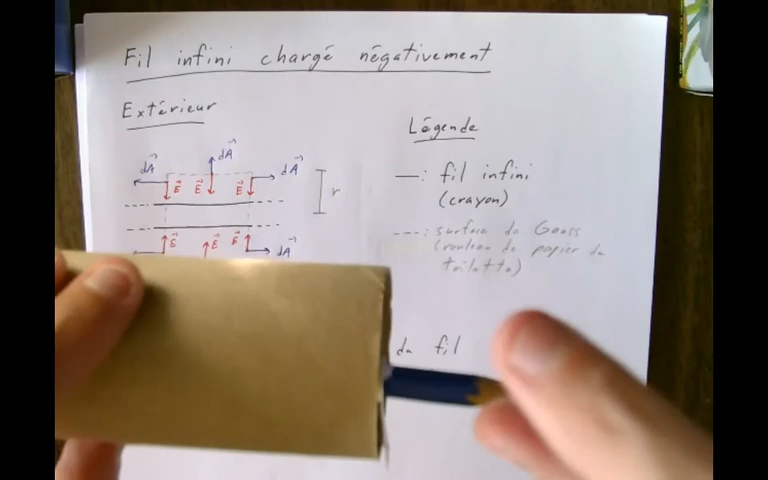 Fil infini chargé négativement
Extérieur
Légende
dA dA dA
E E E
r
E E E
dA
— : fil infini
(crayon)
---- : surface de Gauss
(rouleau de papier de
toilette)
du fil